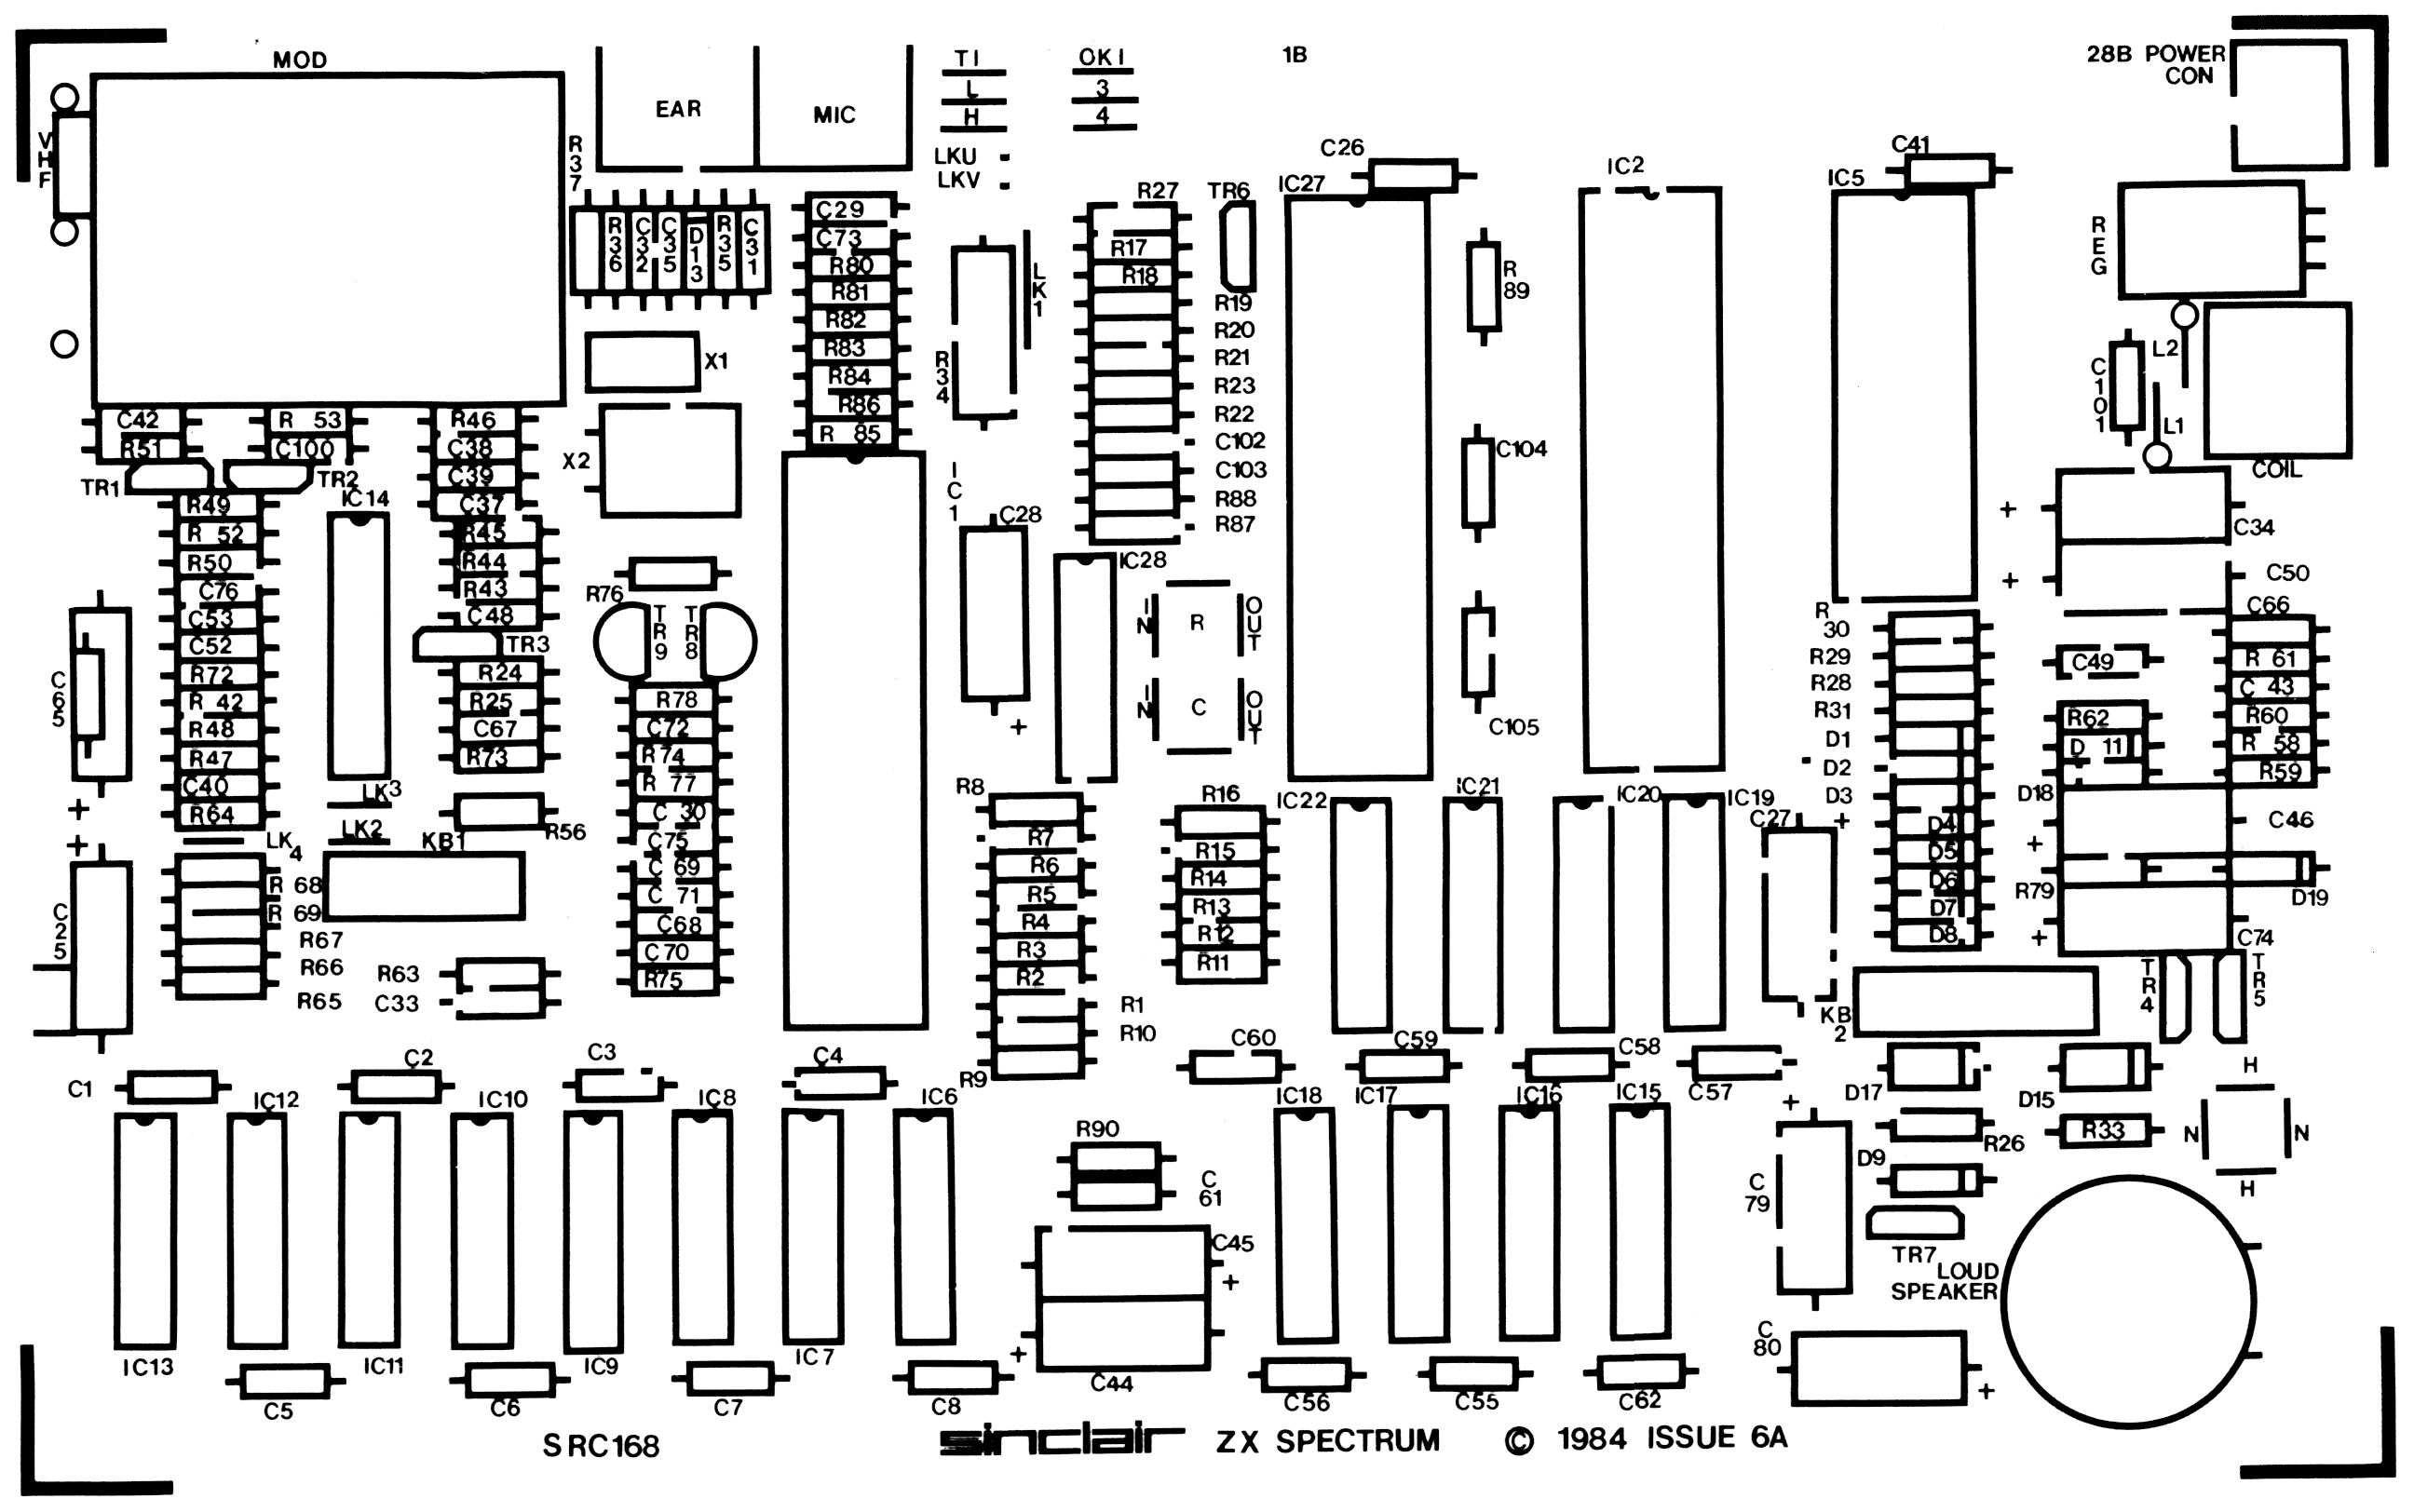 MOD
EAR
MIC
TI
L
H
LKU
LKV
OKI
3
4
1B
28B POWER
CON
VHF
R37
R36
C32
C35
D13
R35
C31
C29
C73
R80
R81
R82
R83
R84
R86
R 85
X1
X2
LK1
R34
R27
R17
R18
TR6
R19
R20
R21
R23
R22
C102
C103
R88
R87
IC27
C26
R
89
C104
C105
IC2
IC5
C41
REG
C101
L2
L1
COIL
C42
R51
R 53
C100
TR1
TR2
R46
C38
C39
C37
R45
R44
R43
C48
TR3
R24
R25
C67
R73
R56
IC14
R49
R 52
R50
C76
C53
C52
R72
R 42
R48
R47
C40
R64
C65
+
+
C25
LK3
LK2
KB1
LK4
R 68
R 69
R67
R66
R65
R63
C33
R76
TR9
TR8
R78
C72
R 74
R 77
C 30
C75
C 69
C 71
C68
C70
R75
IC1
C28
+
IC28
IN
R
OUT
IN
C
OUT
R8
R7
R6
R5
R4
R3
R2
R1
R10
R9
R16
R15
R14
R13
R12
R11
IC22
IC21
IC20
IC19
C27
+
R
30
R29
R28
R31
D1
D2
D3
D4
D5
D6
D7
D8
+
C34
+
C50
C66
R 61
C 43
R60
R 58
R59
C49
R62
D 11
D18
C46
+
R79
D19
+
C74
TR4
TR5
KB
2
C60
C59
C58
C57
D17
D15
R26
R33
H
N
N
H
D9
TR7
LOUD
SPEAKER
C
79
+
C
80
+
C1
C2
C3
C4
IC12
IC10
IC8
IC6
IC18
IC17
IC16
IC15
R90
C
61
C45
+
+
C44
IC13
IC11
IC9
IC7
C5
C6
C7
C8
C56
C55
C62
SRC168
sinclair ZX SPECTRUM © 1984 ISSUE 6A